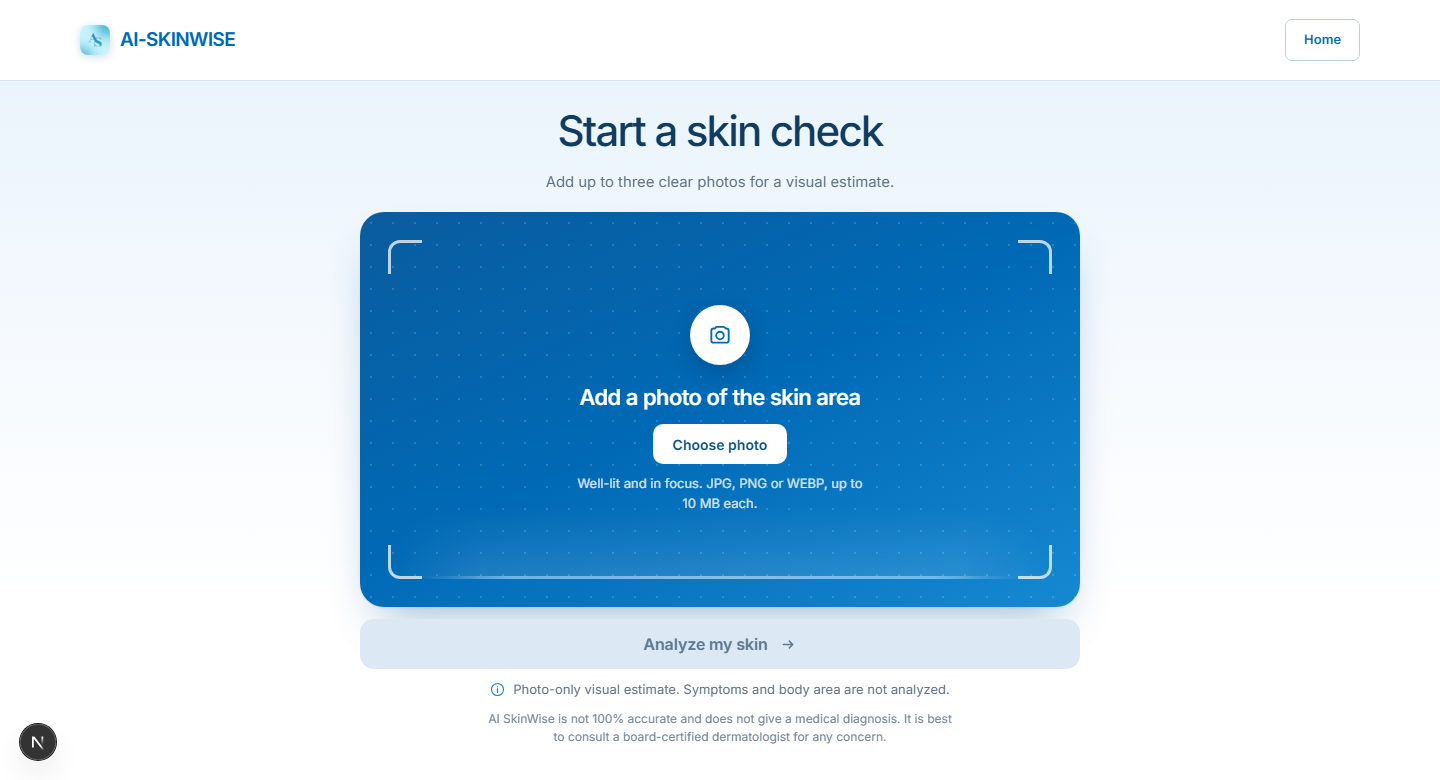 AS
AI-SKINWISE
Home
Start a skin check
Add up to three clear photos for a visual estimate.
Add a photo of the skin area
Choose photo
Well-lit and in focus. JPG, PNG or WEBP, up to
10 MB each.
Analyze my skin →
Photo-only visual estimate. Symptoms and body area are not analyzed.
AI SkinWise is not 100% accurate and does not give a medical diagnosis. It is best
to consult a board-certified dermatologist for any concern.
N